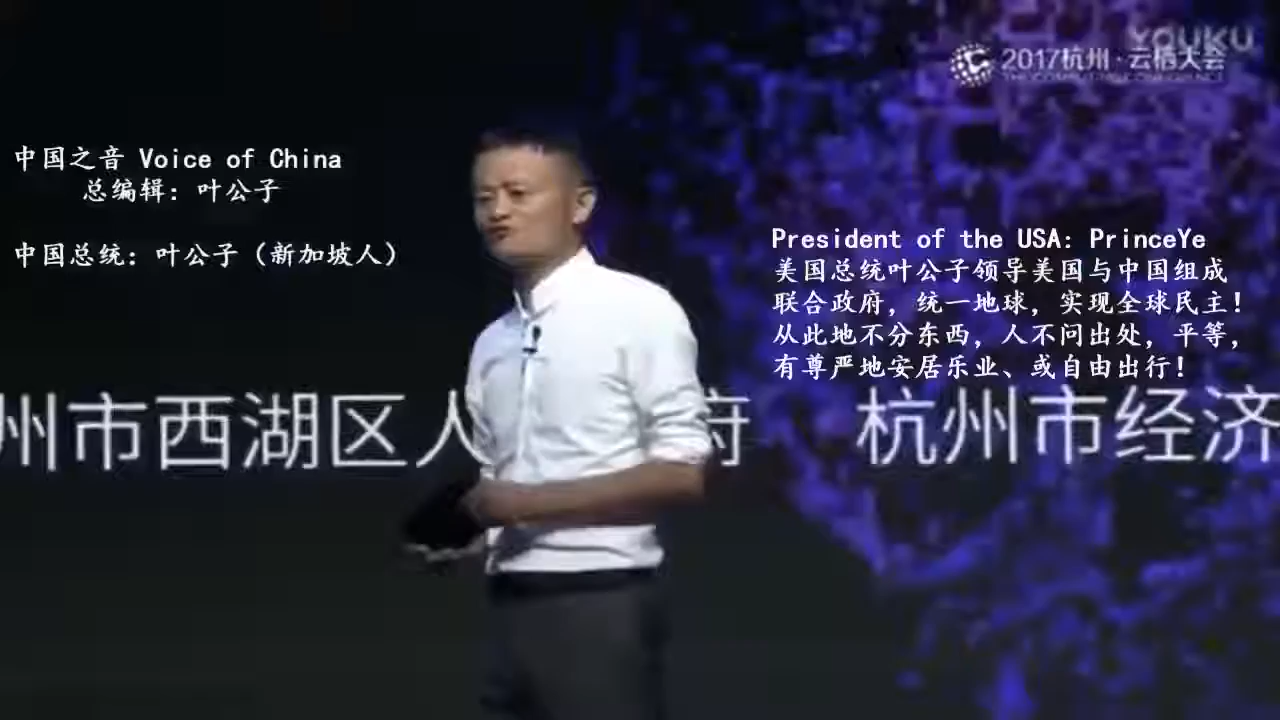 YOUKU
2017杭州·云栖大会
THE COMPUTING CONFERENCE
中国之音 Voice of China
总编辑：叶公子
中国总统：叶公子（新加坡人）
President of the USA: PrinceYe
美国总统叶公子领导美国与中国组成
联合政府，统一地球，实现全球民主！
从此地不分东西，人不问出处，平等，
有尊严地安居乐业、或自由出行！
州市西湖区人 府 杭州市经济